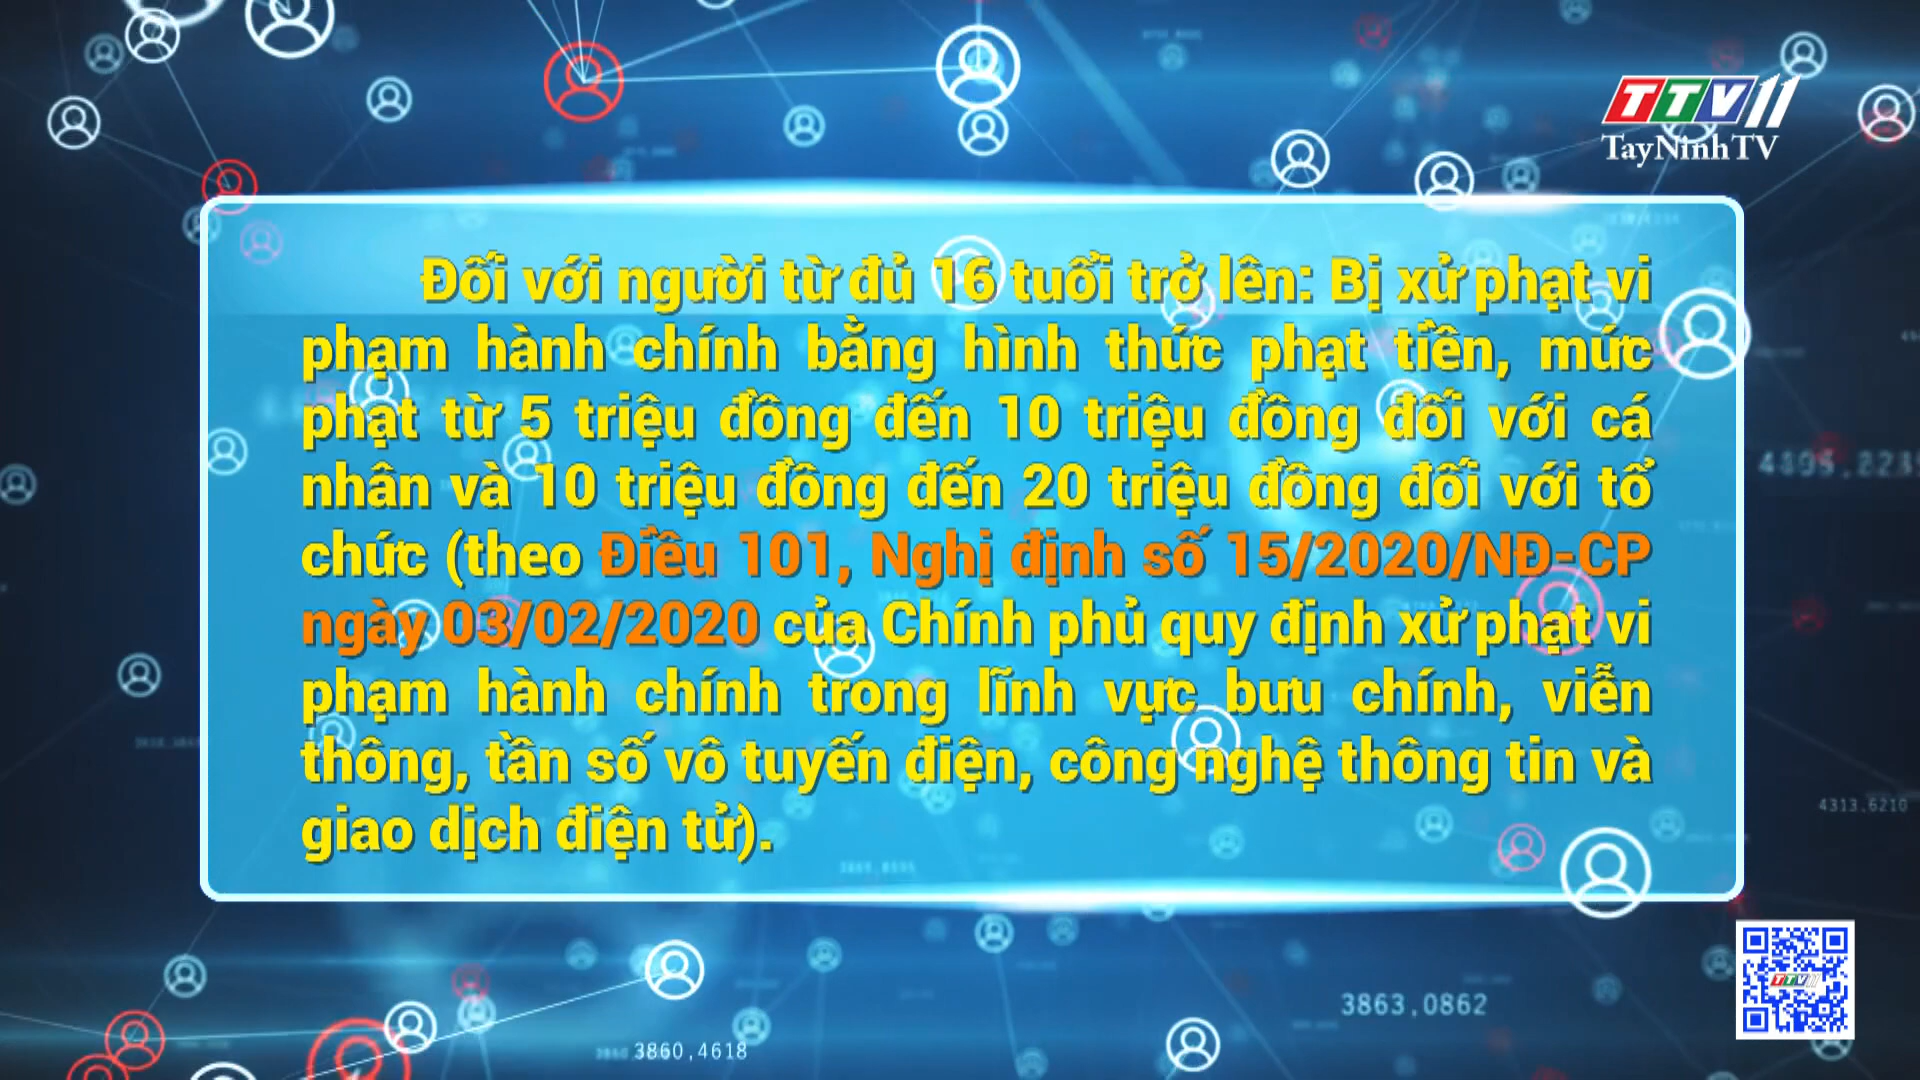 TTV11
TayNinhTV
Đối với người từ đủ 16 tuổi trở lên: Bị xử phạt vi
phạm hành chính bằng hình thức phạt tiền, mức
phạt từ 5 triệu đồng đến 10 triệu đồng đối với cá
nhân và 10 triệu đồng đến 20 triệu đồng đối với tổ
chức (theo Điều 101, Nghị định số 15/2020/NĐ-CP
ngày 03/02/2020 của Chính phủ quy định xử phạt vi
phạm hành chính trong lĩnh vực bưu chính, viễn
thông, tần số vô tuyến điện, công nghệ thông tin và
giao dịch điện tử).
4313,6210
3863,0862
3860,4618
TTV11